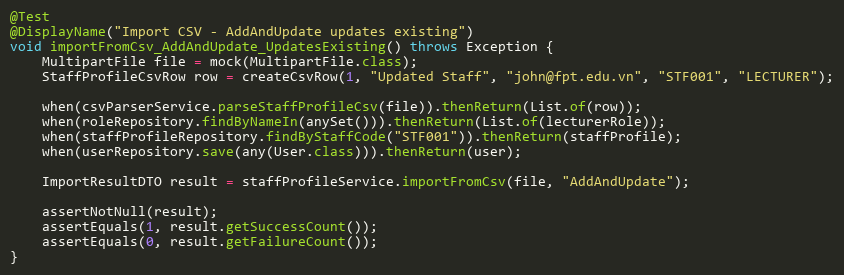 @Test
@DisplayName("Import CSV - AddAndUpdate updates existing")
void importFromCsv_AddAndUpdate_UpdatesExisting() throws Exception {
    MultipartFile file = mock(MultipartFile.class);
    StaffProfileCsvRow row = createCsvRow(1, "Updated Staff", "john@fpt.edu.vn", "STF001", "LECTURER");

    when(csvParserService.parseStaffProfileCsv(file)).thenReturn(List.of(row));
    when(roleRepository.findByNameIn(anySet())).thenReturn(List.of(lecturerRole));
    when(staffProfileRepository.findByStaffCode("STF001")).thenReturn(staffProfile);
    when(userRepository.save(any(User.class))).thenReturn(user);

    ImportResultDTO result = staffProfileService.importFromCsv(file, "AddAndUpdate");

    assertNotNull(result);
    assertEquals(1, result.getSuccessCount());
    assertEquals(0, result.getFailureCount());
}